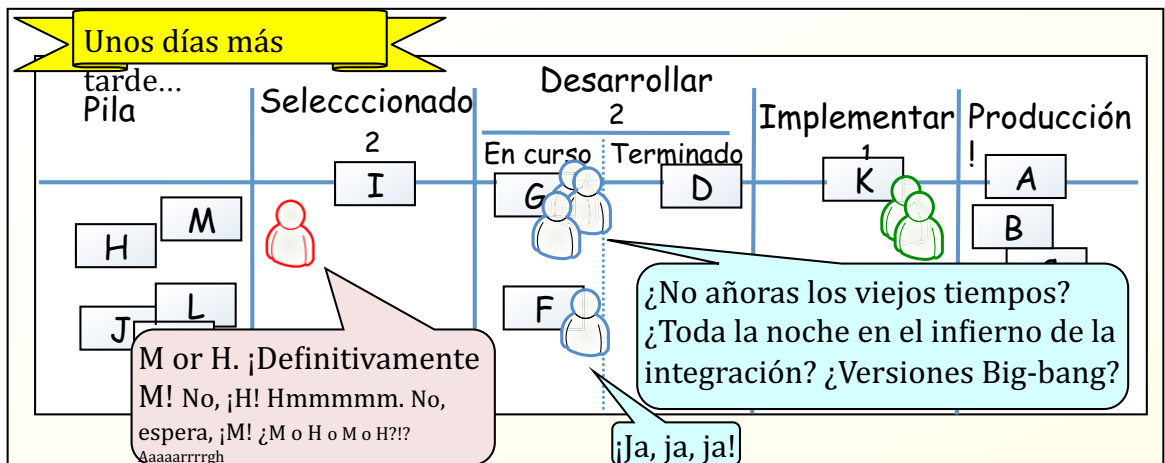 Unos días más
tarde...
Pila
Selecccionado
2
Desarrollar
2
En curso
Terminado
Implementar
1
Producción
!
I
G
D
K
A
M
H
B
J
L
F
M or H. ¡Definitivamente
M! No, ¡H! Hmmmmm. No,
espera, ¡M! ¿M o H o M o H?!?
Aaaaarrrrgh
¿No añoras los viejos tiempos?
¿Toda la noche en el infierno de la
integración? ¿Versiones Big-bang?
¡Ja, ja, ja!